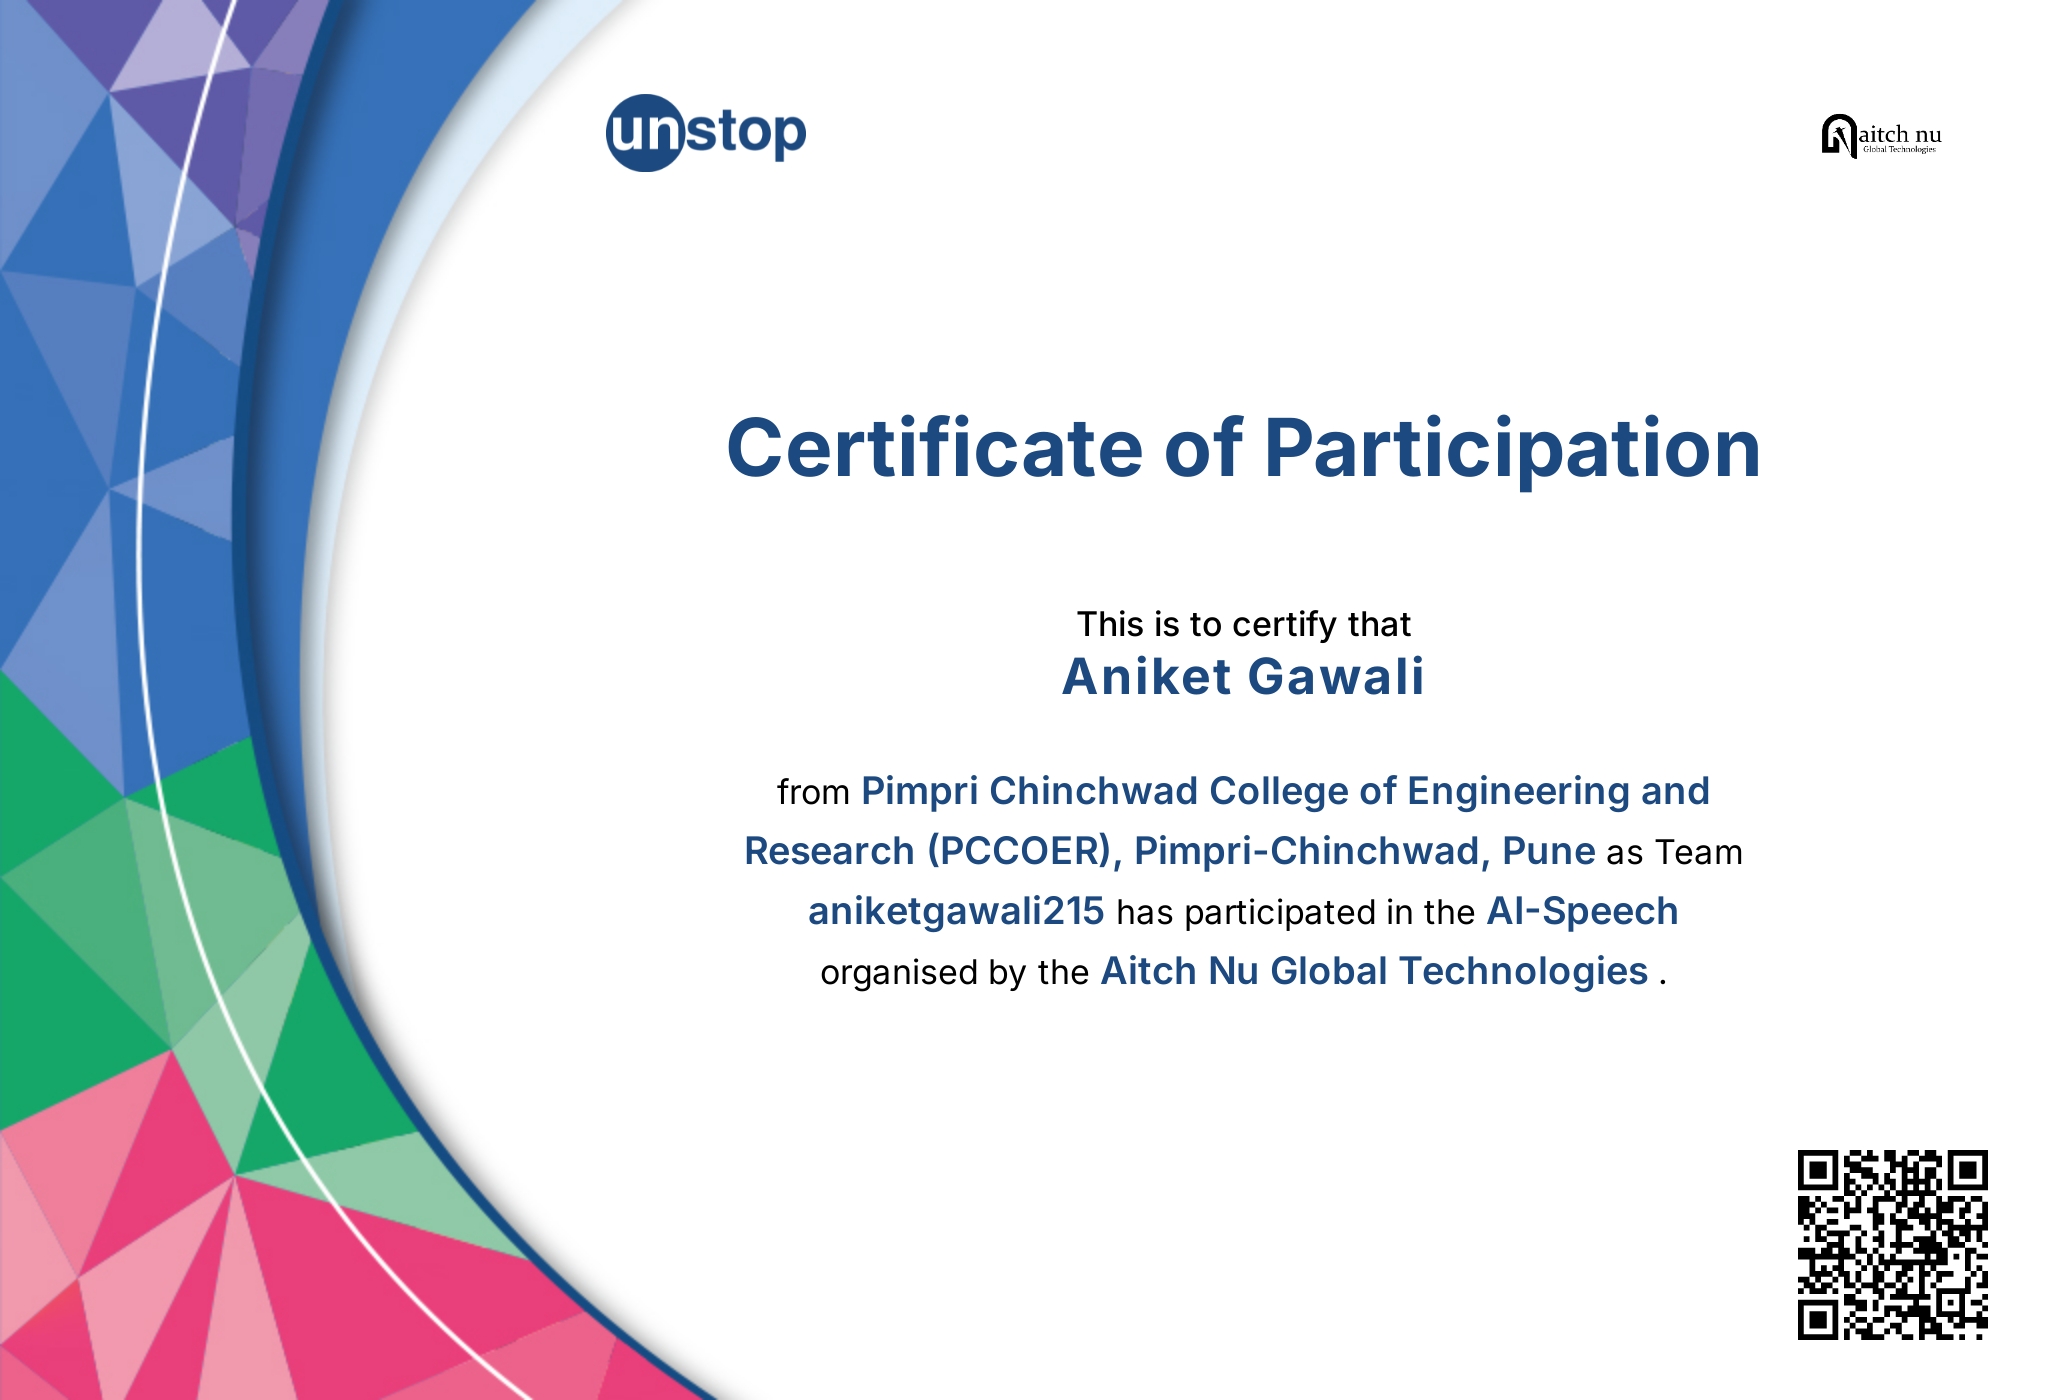 unstop
aitch nu
Global Technologies
Certificate of Participation
This is to certify that
Aniket Gawali
from Pimpri Chinchwad College of Engineering and
Research (PCCOER), Pimpri-Chinchwad, Pune as Team
aniketgawali215 has participated in the AI-Speech
organised by the Aitch Nu Global Technologies .